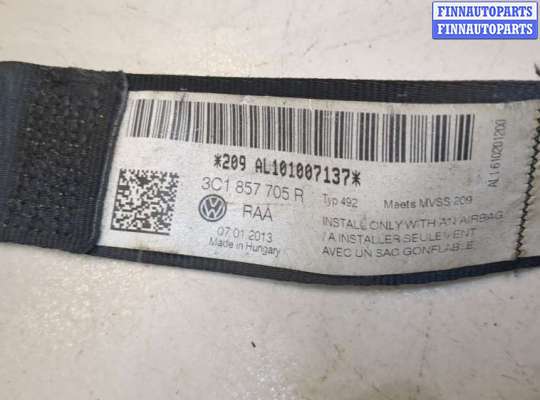 FINNAUTOPARTS
FINNAUTOPARTS
*209 AL101007137*
3C1 857 705 R Typ 492 Meets MVSS 209
RAA
07.01.2013
Made in Hungary
INSTALL ONLY WITH AN AIRBAG
/A INSTALLER SEULEMENT
AVEC UN SAC GONFLABLE.